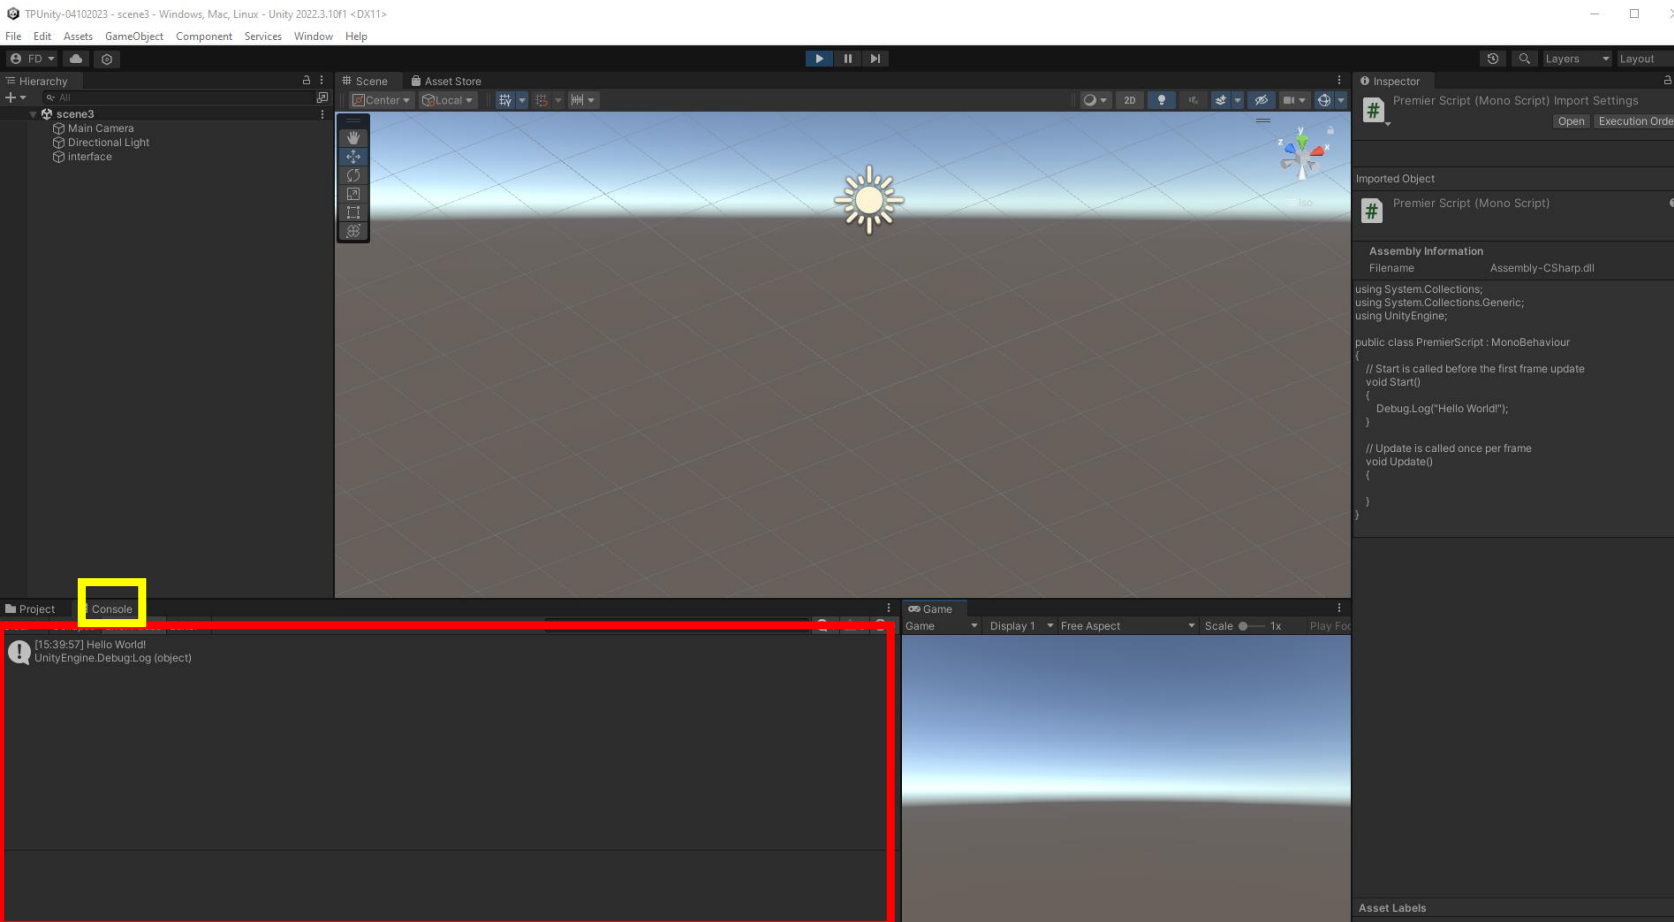 TPUnity-04102023 - scene3 - Windows, Mac, Linux - Unity 2022.3.10f1 <DX11>
File Edit Assets GameObject Component Services Window Help
FD
Layers Layout
Hierarchy
All
scene3
Main Camera
Directional Light
interface
Scene Asset Store
Center Local
2D
y
z x
Iso
Project Console
[15:39:57] Hello World!
UnityEngine.Debug:Log (object)
Game
Game Display 1 Free Aspect Scale 1x Play Foc
Inspector
Premier Script (Mono Script) Import Settings
Open Execution Orde
Imported Object
Premier Script (Mono Script)
Assembly Information
Filename Assembly-CSharp.dll
using System.Collections;
using System.Collections.Generic;
using UnityEngine;
public class PremierScript : MonoBehaviour
{
// Start is called before the first frame update
void Start()
{
Debug.Log("Hello World!");
}
// Update is called once per frame
void Update()
{
}
}
Asset Labels